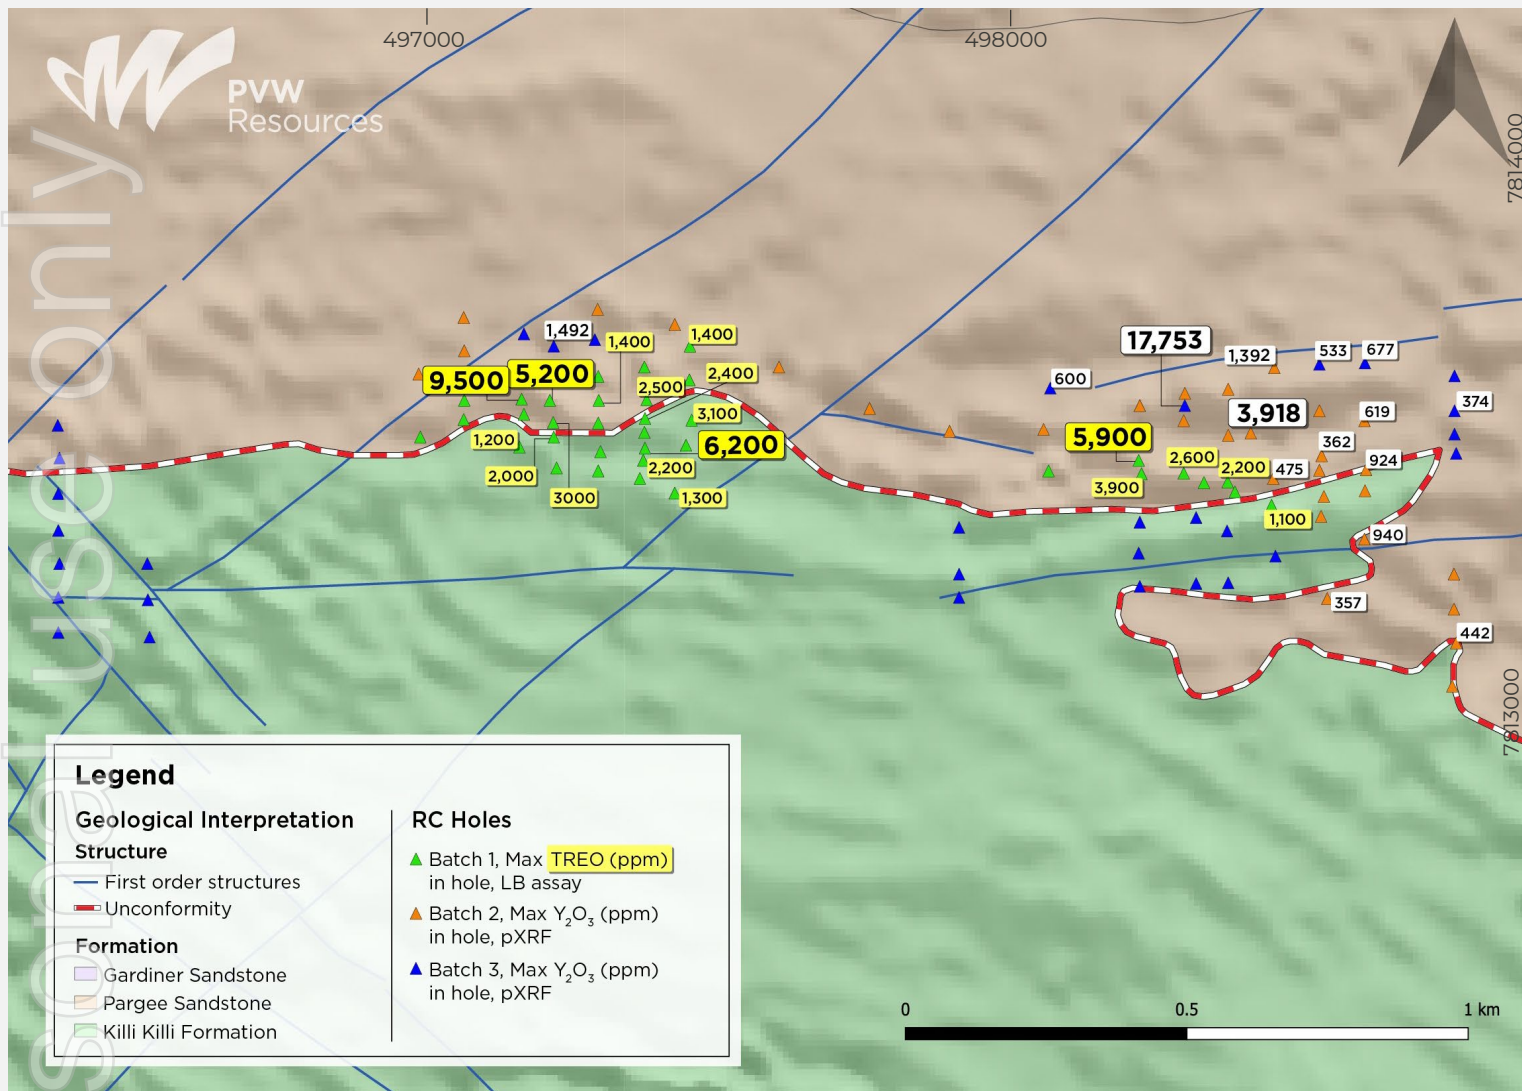 497000
498000
PVW
Resources
7814000
7813000
sonal use only
1,492
1,400
1,400
9,500
5,200
2,400
2,500
3,100
6,200
1,200
2,000
3000
2,200
1,300
17,753
1,392
533
677
600
374
3,918
619
5,900
362
2,600
2,200
475
924
3,900
1,100
940
357
442
Legend
Geological Interpretation
Structure
First order structures
Unconformity
Formation
Gardiner Sandstone
Pargee Sandstone
Killi Killi Formation
RC Holes
Batch 1, Max TREO (ppm)
in hole, LB assay
Batch 2, Max Y₂O₃ (ppm)
in hole, pXRF
Batch 3, Max Y₂O₃ (ppm)
in hole, pXRF
0 0.5 1 km